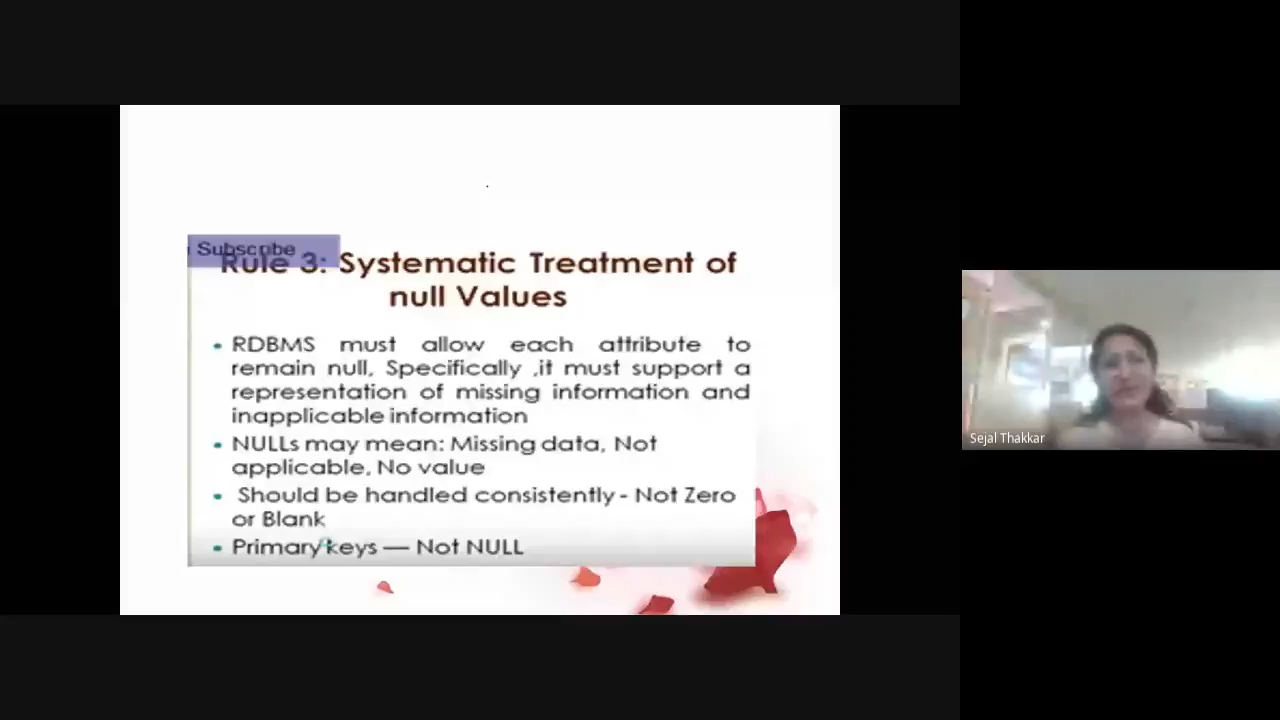 Subscribe
Rule 3: Systematic Treatment of
null Values
• RDBMS must allow each attribute to
remain null, Specifically ,it must support a
representation of missing information and
inapplicable information
• NULLs may mean: Missing data, Not
applicable, No value
• Should be handled consistently - Not Zero
or Blank
• Primary keys — Not NULL
Sejal Thakkar